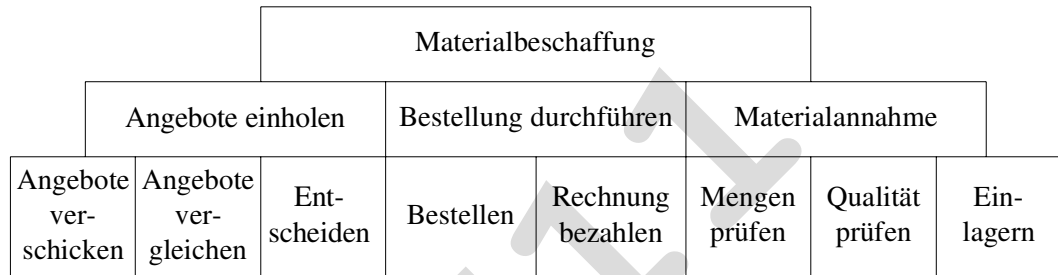 Materialbeschaffung
Angebote einholen
Bestellung durchführen
Materialannahme
Angebote
ver-
schicken
Angebote
ver-
gleichen
Ent-
scheiden
Bestellen
Rechnung
bezahlen
Mengen
prüfen
Qualität
prüfen
Ein-
lagern